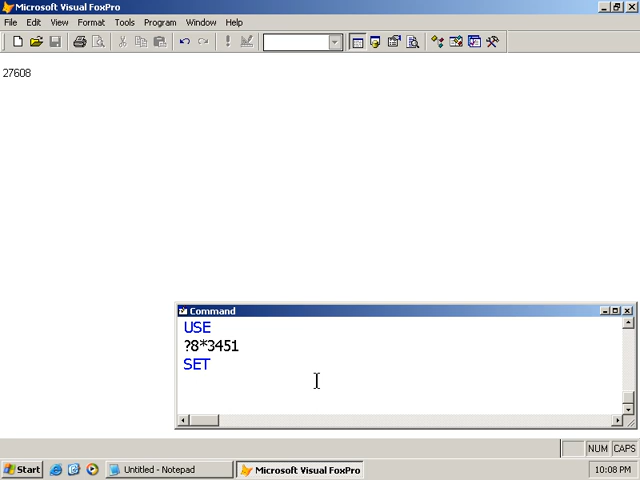 Microsoft Visual FoxPro
File Edit View Format Tools Program Window Help
27608
Command
USE
?8*3451
SET
NUM CAPS
Start Untitled - Notepad Microsoft Visual FoxPro 10:08 PM